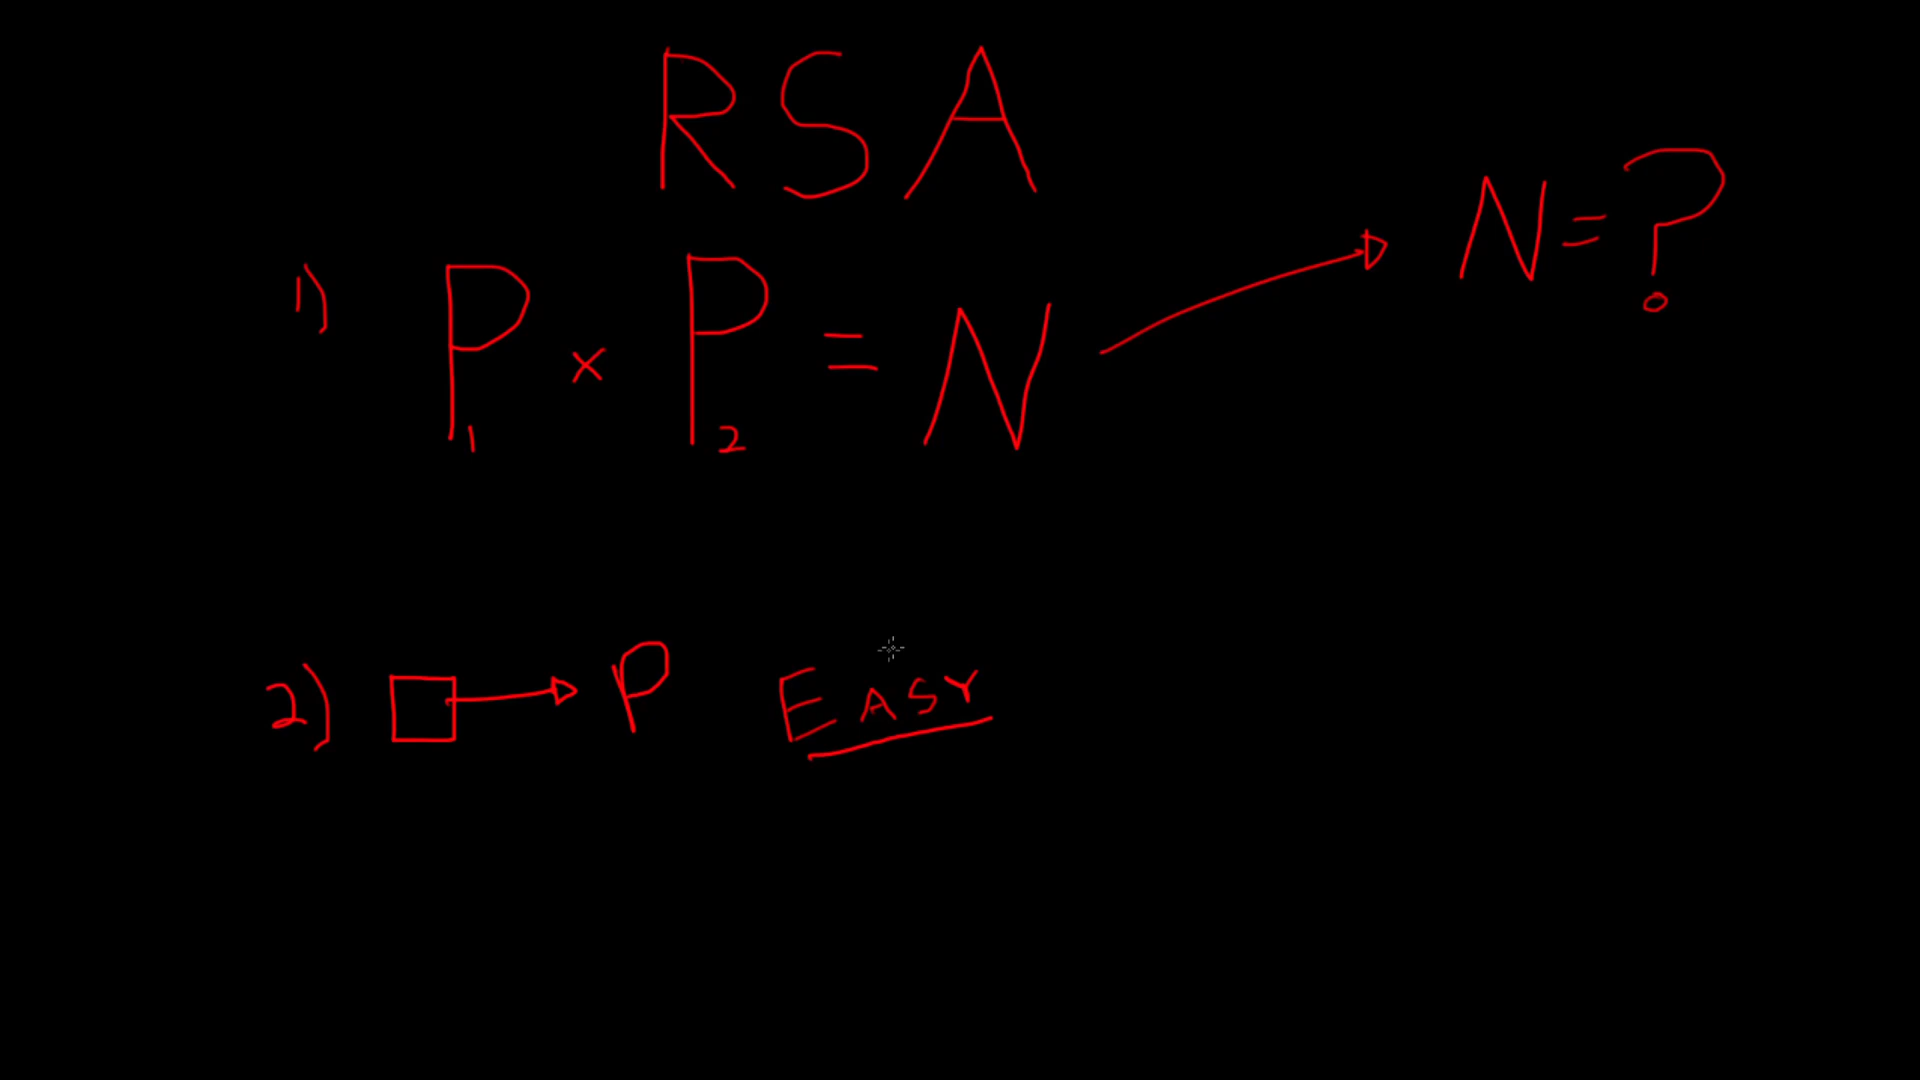 RSA
1) P₁ × P₂ = N
N = ?
2) P EASY